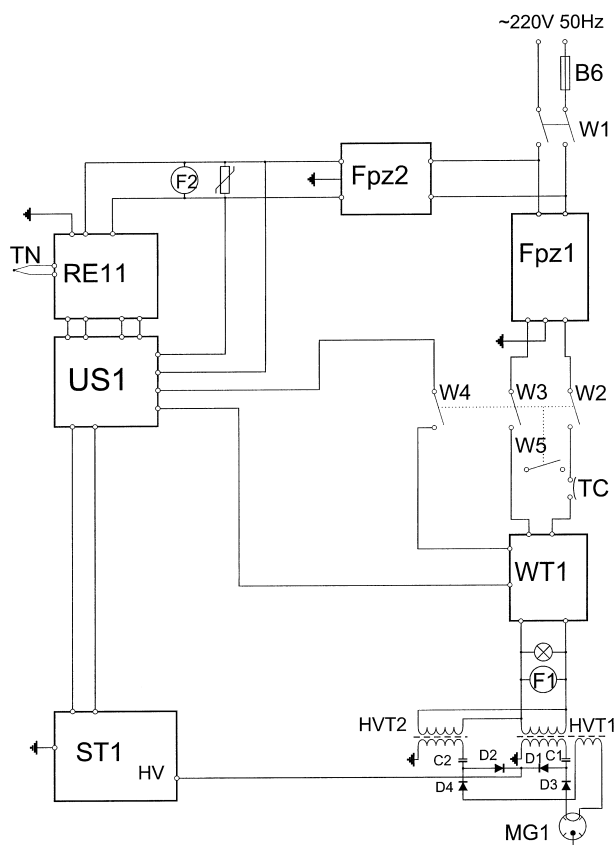 ~220V 50Hz
B6
W1
F2
Fpz2
TN
RE11
Fpz1
US1
W4
W3
W2
W5
TC
WT1
F1
HVT2
HVT1
ST1
HV
C2
D2
D1
C1
D4
D3
MG1